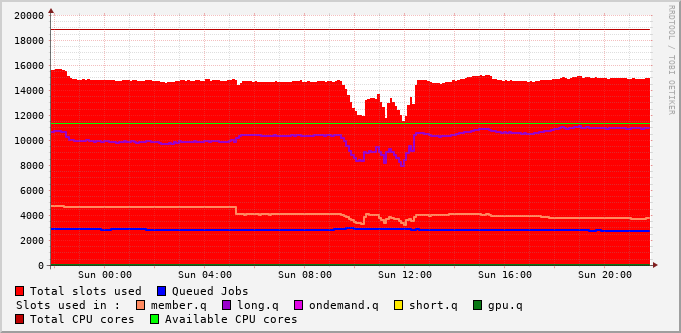 20000
18000
16000
14000
12000
10000
8000
6000
4000
2000
0
Sun 00:00 Sun 04:00 Sun 08:00 Sun 12:00 Sun 16:00 Sun 20:00
RRDTOOL / TOBI OETIKER
Total slots used Queued Jobs
Slots used in : member.q long.q ondemand.q short.q gpu.q
Total CPU cores Available CPU cores